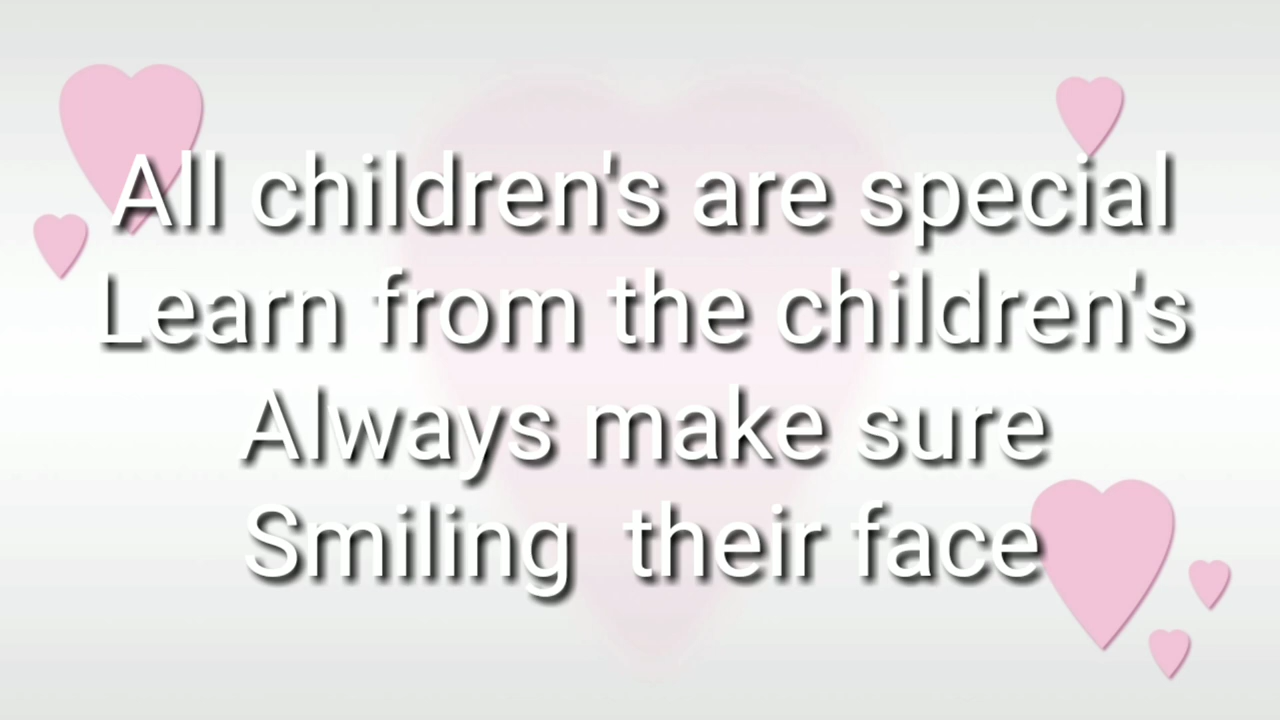 All children's are special
Learn from the children's
Always make sure
Smiling  their face